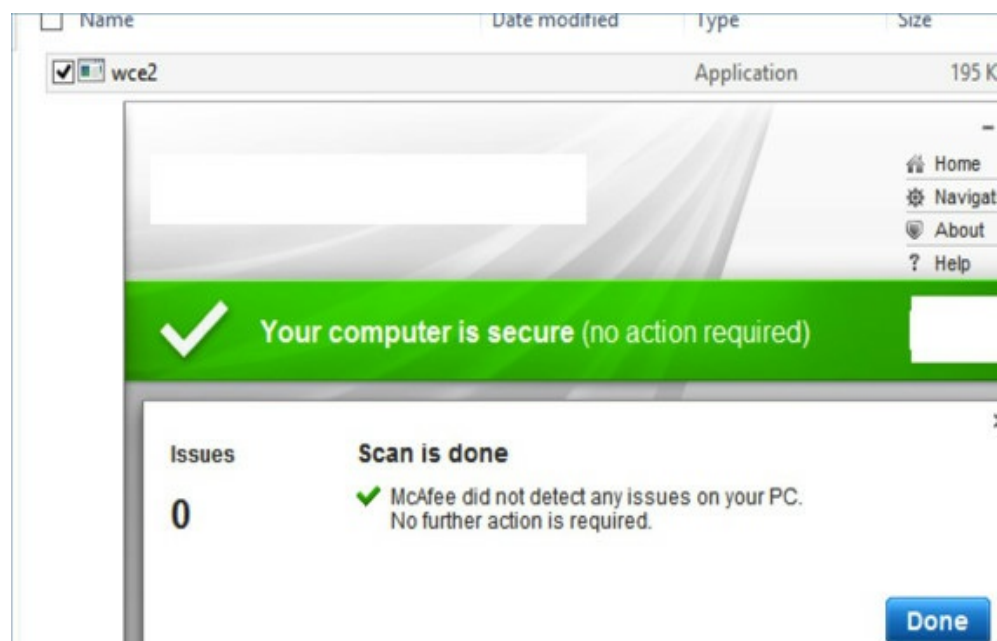 Name Date modified Type Size
wce2 Application 195 K
Home
Navigat
About
? Help
Your computer is secure (no action required)
Issues Scan is done
0 McAfee did not detect any issues on your PC.
No further action is required.
Done